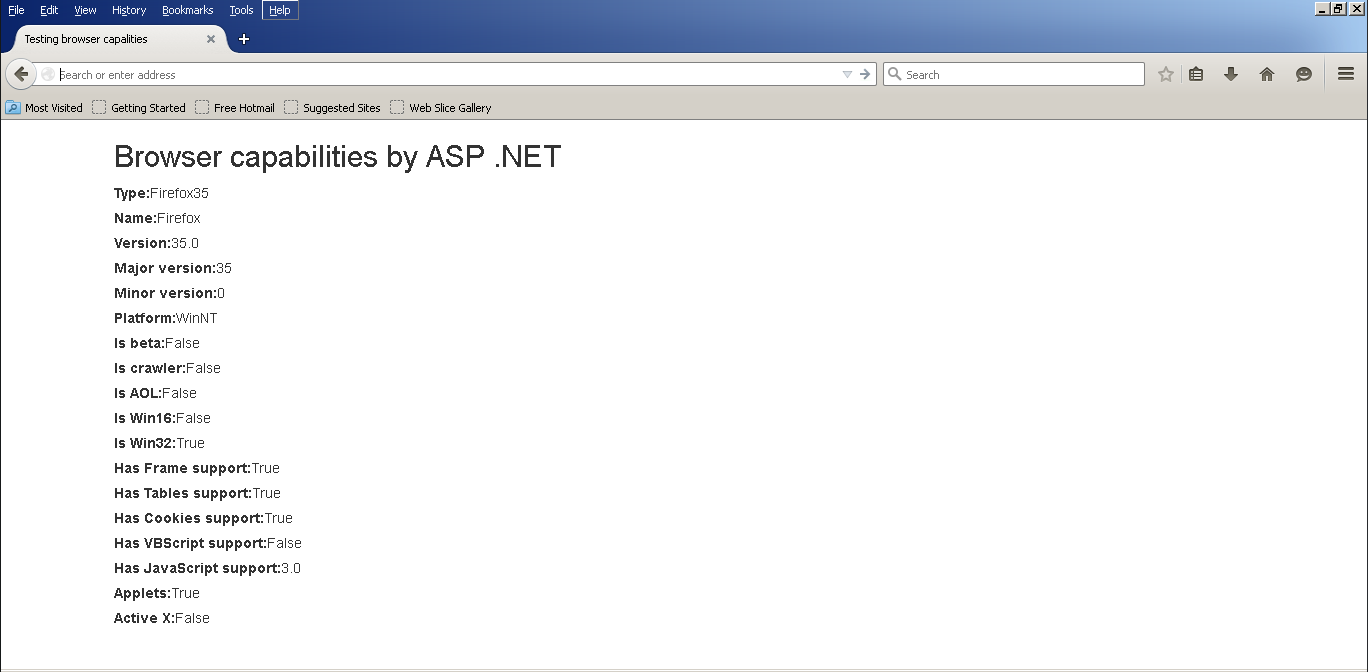 File Edit View History Bookmarks Tools Help
Testing browser capalities
Search or enter address Search
Most Visited Getting Started Free Hotmail Suggested Sites Web Slice Gallery
Browser capabilities by ASP .NET
Type:Firefox35
Name:Firefox
Version:35.0
Major version:35
Minor version:0
Platform:WinNT
Is beta:False
Is crawler:False
Is AOL:False
Is Win16:False
Is Win32:True
Has Frame support:True
Has Tables support:True
Has Cookies support:True
Has VBScript support:False
Has JavaScript support:3.0
Applets:True
Active X:False